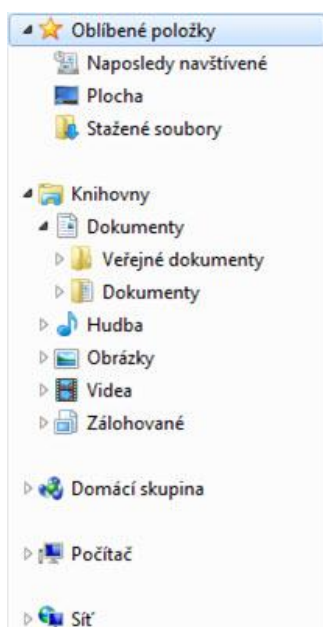 Oblíbené položky
Naposledy navštívené
Plocha
Stažené soubory
Knihovny
Dokumenty
Veřejné dokumenty
Dokumenty
Hudba
Obrázky
Videa
Zálohované
Domácí skupina
Počítač
Síť